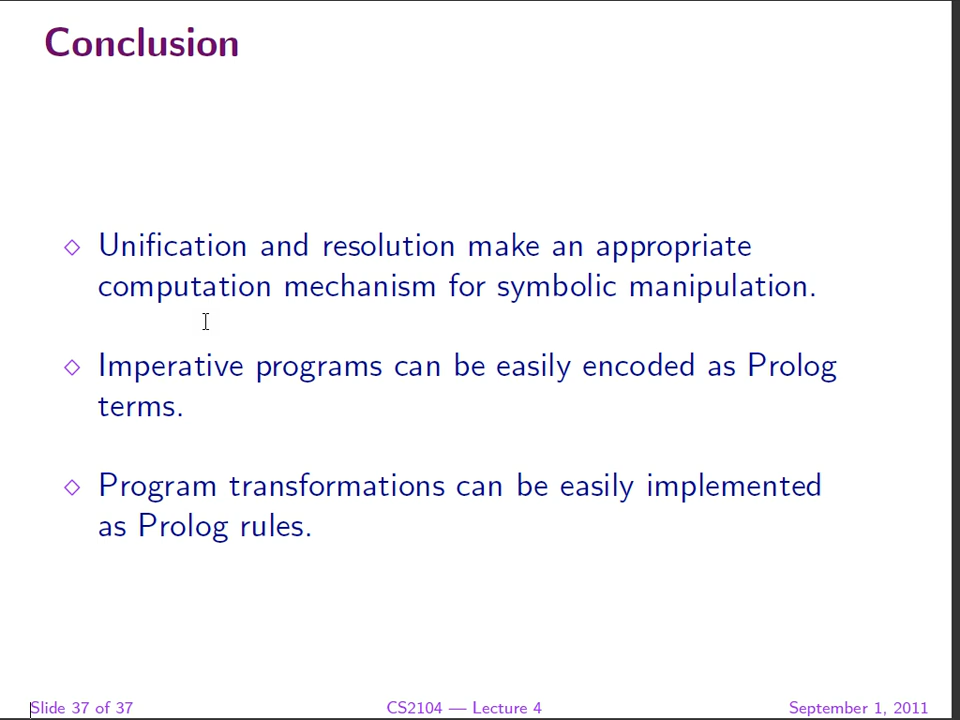 Conclusion
◇ Unification and resolution make an appropriate
computation mechanism for symbolic manipulation.
◇ Imperative programs can be easily encoded as Prolog
terms.
◇ Program transformations can be easily implemented
as Prolog rules.
Slide 37 of 37 CS2104 — Lecture 4 September 1, 2011